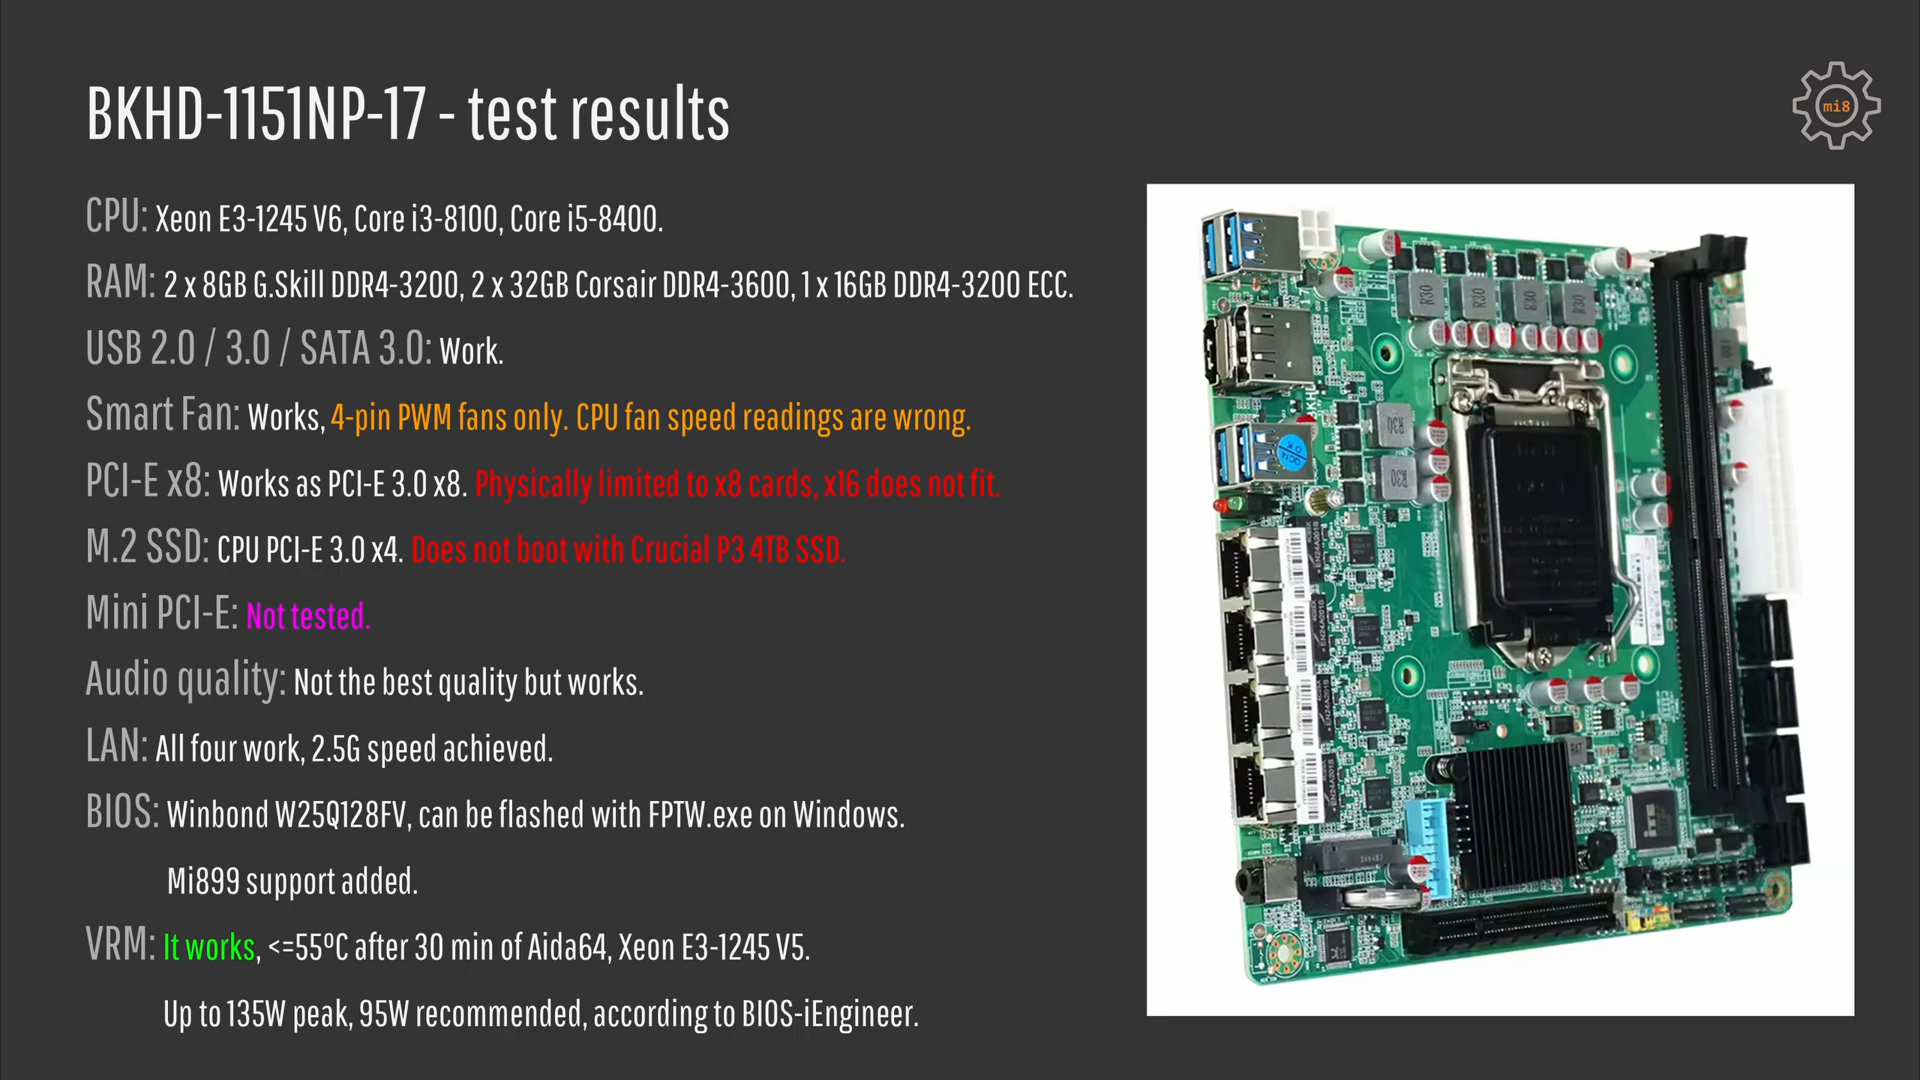 BKHD-1151NP-17 - test results
mi8
CPU: Xeon E3-1245 V6, Core i3-8100, Core i5-8400.
RAM: 2 x 8GB G.Skill DDR4-3200, 2 x 32GB Corsair DDR4-3600, 1 x 16GB DDR4-3200 ECC.
USB 2.0 / 3.0 / SATA 3.0: Work.
Smart Fan: Works, 4-pin PWM fans only. CPU fan speed readings are wrong.
PCI-E x8: Works as PCI-E 3.0 x8. Physically limited to x8 cards, x16 does not fit.
M.2 SSD: CPU PCI-E 3.0 x4. Does not boot with Crucial P3 4TB SSD.
Mini PCI-E: Not tested.
Audio quality: Not the best quality but works.
LAN: All four work, 2.5G speed achieved.
BIOS: Winbond W25Q128FV, can be flashed with FPTW.exe on Windows.
Mi899 support added.
VRM: It works, <=55ºC after 30 min of Aida64, Xeon E3-1245 V5.
Up to 135W peak, 95W recommended, according to BIOS-iEngineer.
R30
R30
R30
R30
R30
R30